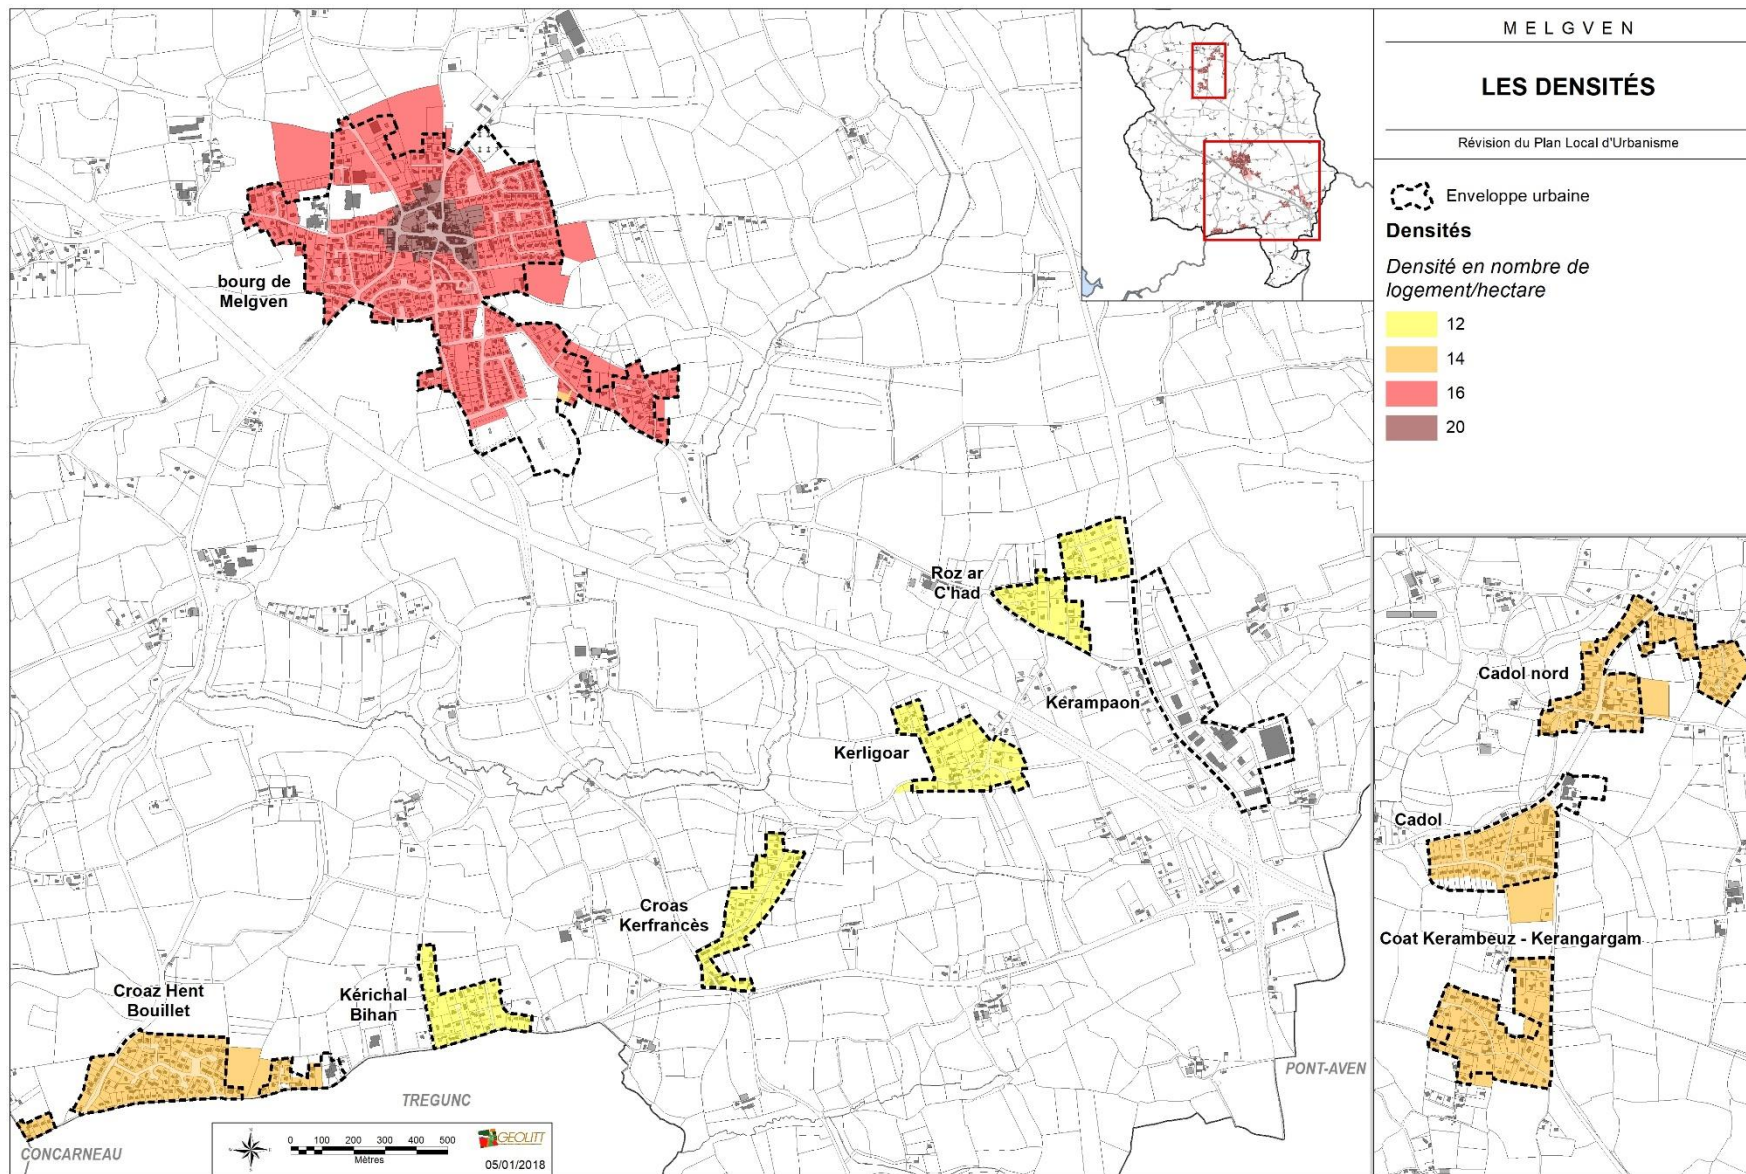 MELGVEN
LES DENSITÉS
Révision du Plan Local d'Urbanisme
Enveloppe urbaine
Densités
Densité en nombre de
logement/hectare
12
14
16
20
bourg de
Melgven
Roz ar
C'had
Kérampaon
Kerligoar
Croas
Kerfrancès
Kérichal
Bihan
Croaz Hent
Bouillet
CONCARNEAU
TREGUNC
PONT-AVEN
Cadol nord
Cadol
Coat Kerambeuz - Kerangargam
0 100 200 300 400 500
Mètres
GEOLITT
05/01/2018